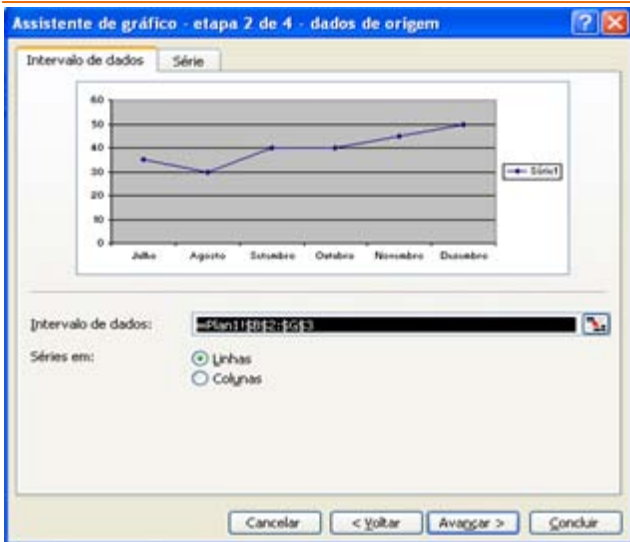 Assistente de gráfico - etapa 2 de 4 - dados de origem
Intervalo de dados Série
60
50
40
30
20
10
0
Julho Agosto Setembro Outubro Novembro Dezembro
Série1
Intervalo de dados: =Plan1!$B$2:$G$3
Séries em: Linhas
Colunas
Cancelar < Voltar Avançar > Concluir